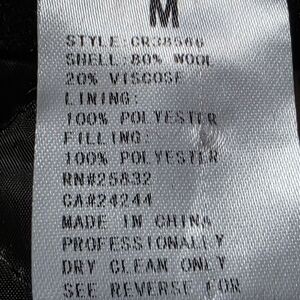 M
STYLE:CR38566
SHELL: 80% WOOL
20% VISCOSE
LINING:
100% POLYESTER
FILLING:
100% POLYESTER
RN#25832
CA#24244
MADE IN CHINA
PROFESSIONALLY
DRY CLEAN ONLY
SEE REVERSE FOR